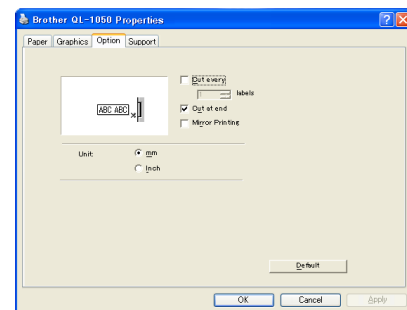 Brother QL-1050 Properties
Paper Graphics Option Support
Cut every
labels
ABC ABC
Cut at end
Mirror Printing
Unit: mm
Inch
Default
OK Cancel Apply